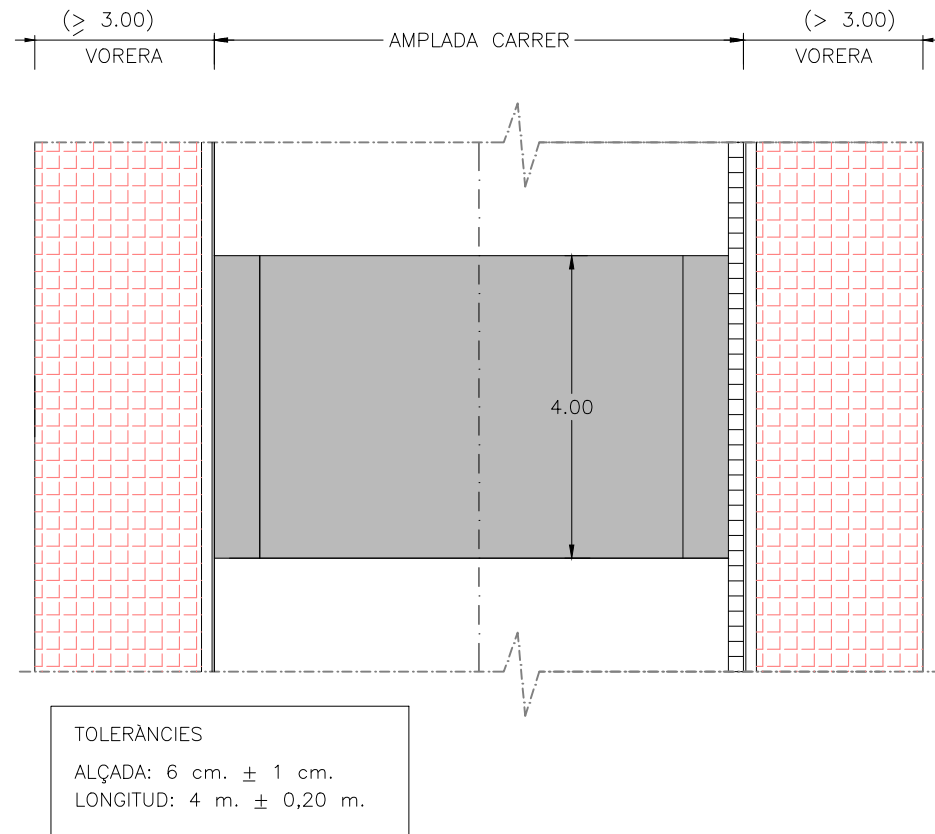 (≥ 3.00)
VORERA
AMPLADA CARRER
(> 3.00)
VORERA
4.00
TOLERÀNCIES
ALÇADA: 6 cm. ± 1 cm.
LONGITUD: 4 m. ± 0,20 m.